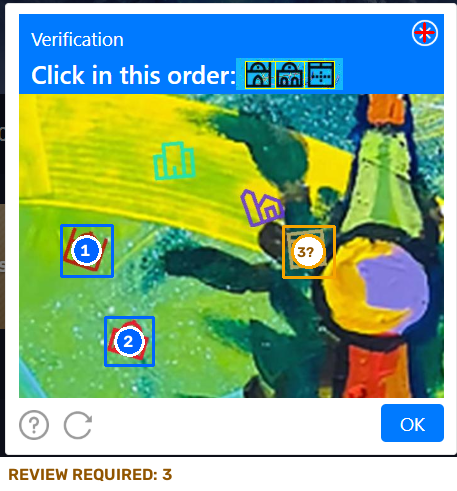 Verification
Click in this order:
1
3?
2
?
OK
REVIEW REQUIRED: 3